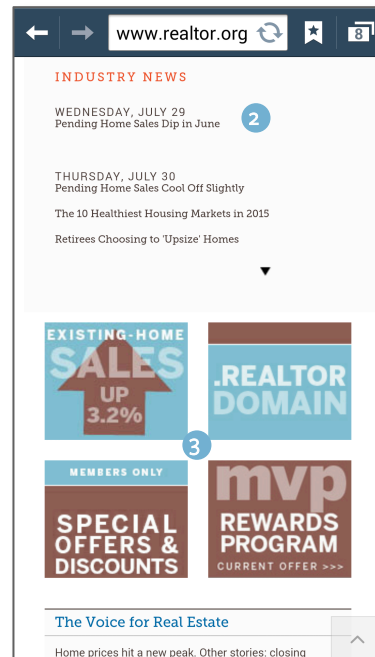 www.realtor.org
8
INDUSTRY NEWS
WEDNESDAY, JULY 29
Pending Home Sales Dip in June
2
THURSDAY, JULY 30
Pending Home Sales Cool Off Slightly
The 10 Healthiest Housing Markets in 2015
Retirees Choosing to 'Upsize' Homes
EXISTING-HOME
SALES
UP
3.2%
.REALTOR
DOMAIN
3
MEMBERS ONLY
SPECIAL
OFFERS &
DISCOUNTS
mvp
REWARDS
PROGRAM
CURRENT OFFER >>>
The Voice for Real Estate
Home prices hit a new peak. Other stories: closing